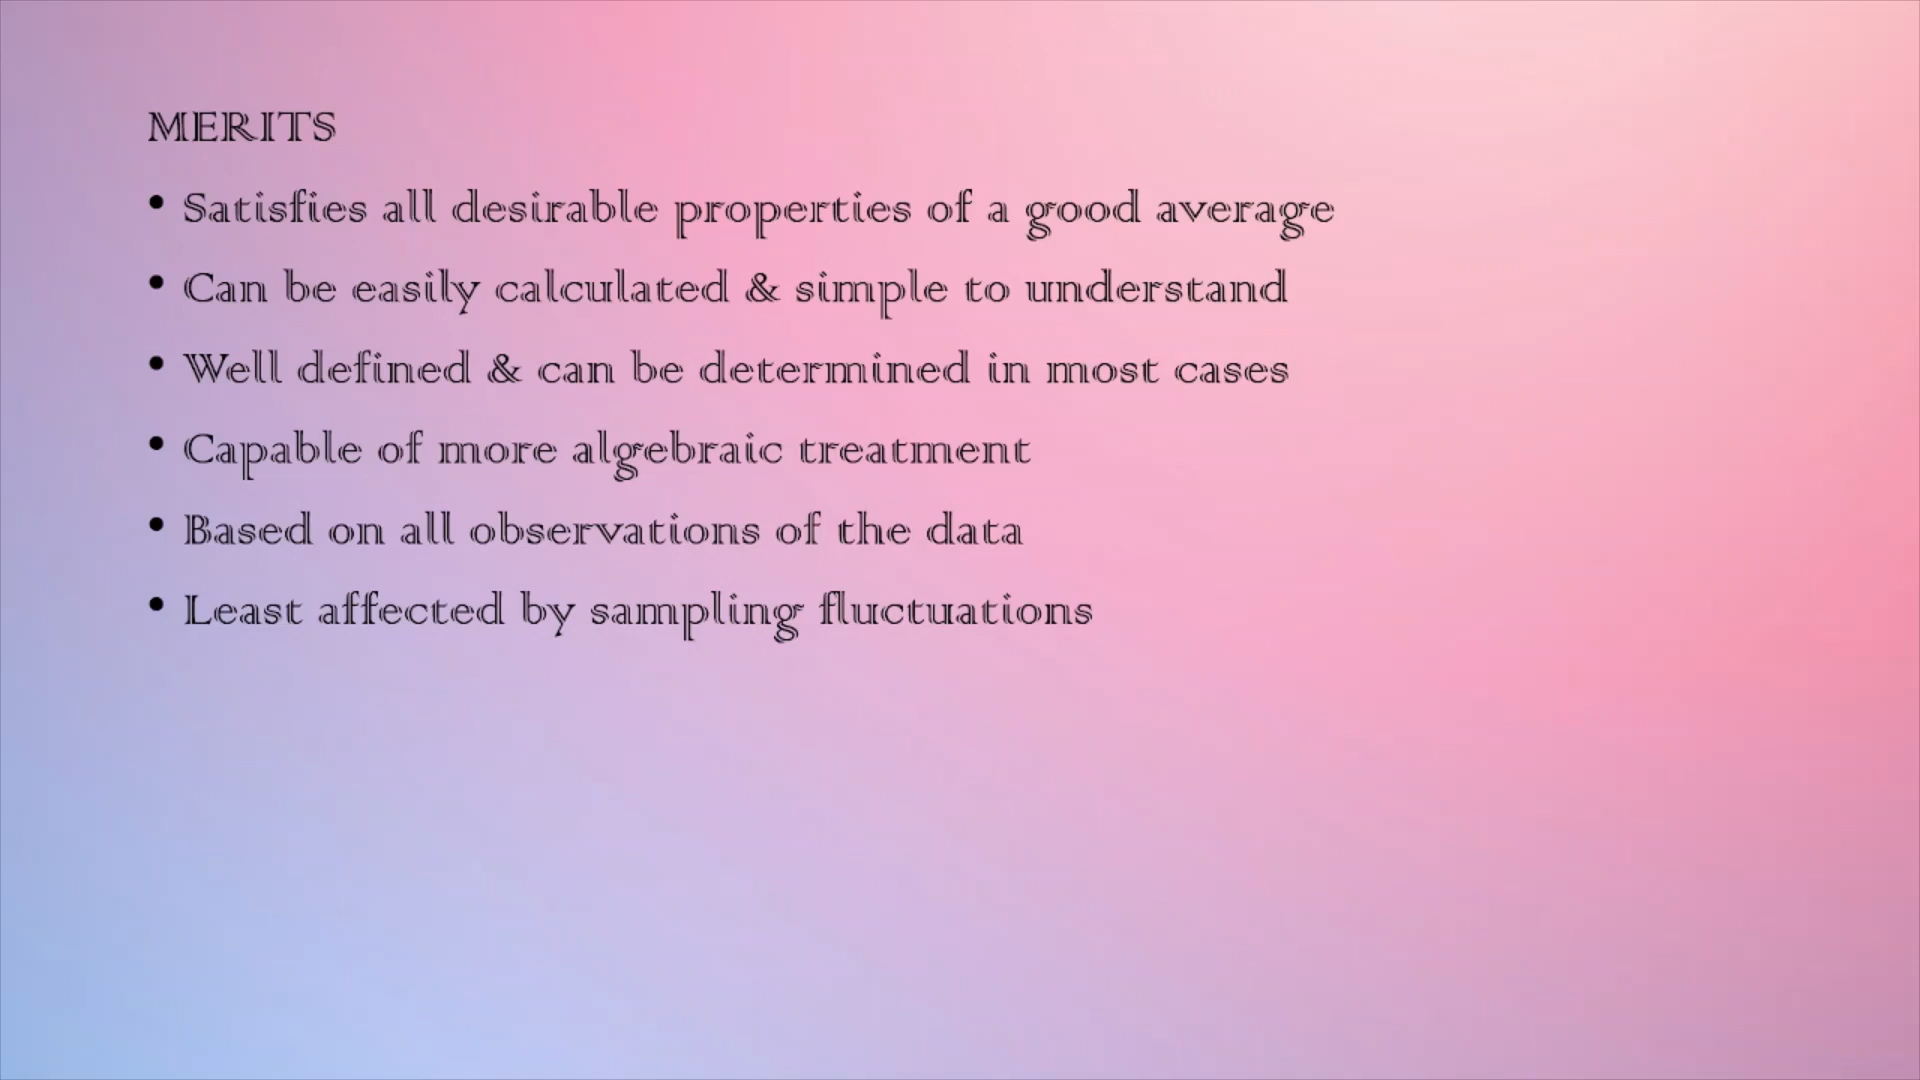 MERITS
• Satisfies all desirable properties of a good average
• Can be easily calculated & simple to understand
• Well defined & can be determined in most cases
• Capable of more algebraic treatment
• Based on all observations of the data
• Least affected by sampling fluctuations